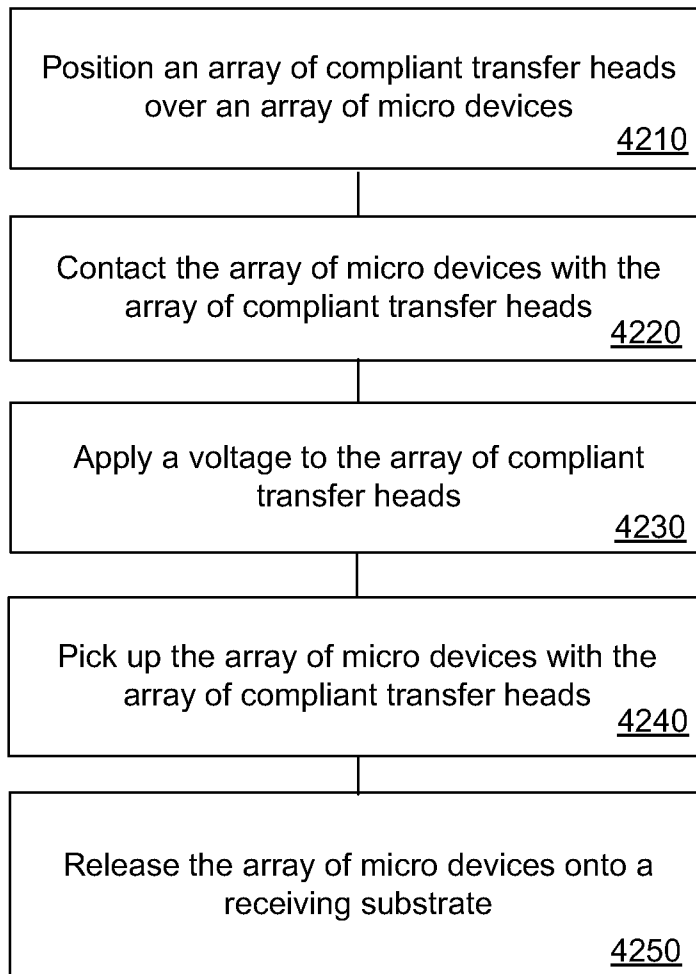 Position an array of compliant transfer heads
over an array of micro devices
4210
Contact the array of micro devices with the
array of compliant transfer heads
4220
Apply a voltage to the array of compliant
transfer heads
4230
Pick up the array of micro devices with the
array of compliant transfer heads
4240
Release the array of micro devices onto a
receiving substrate
4250